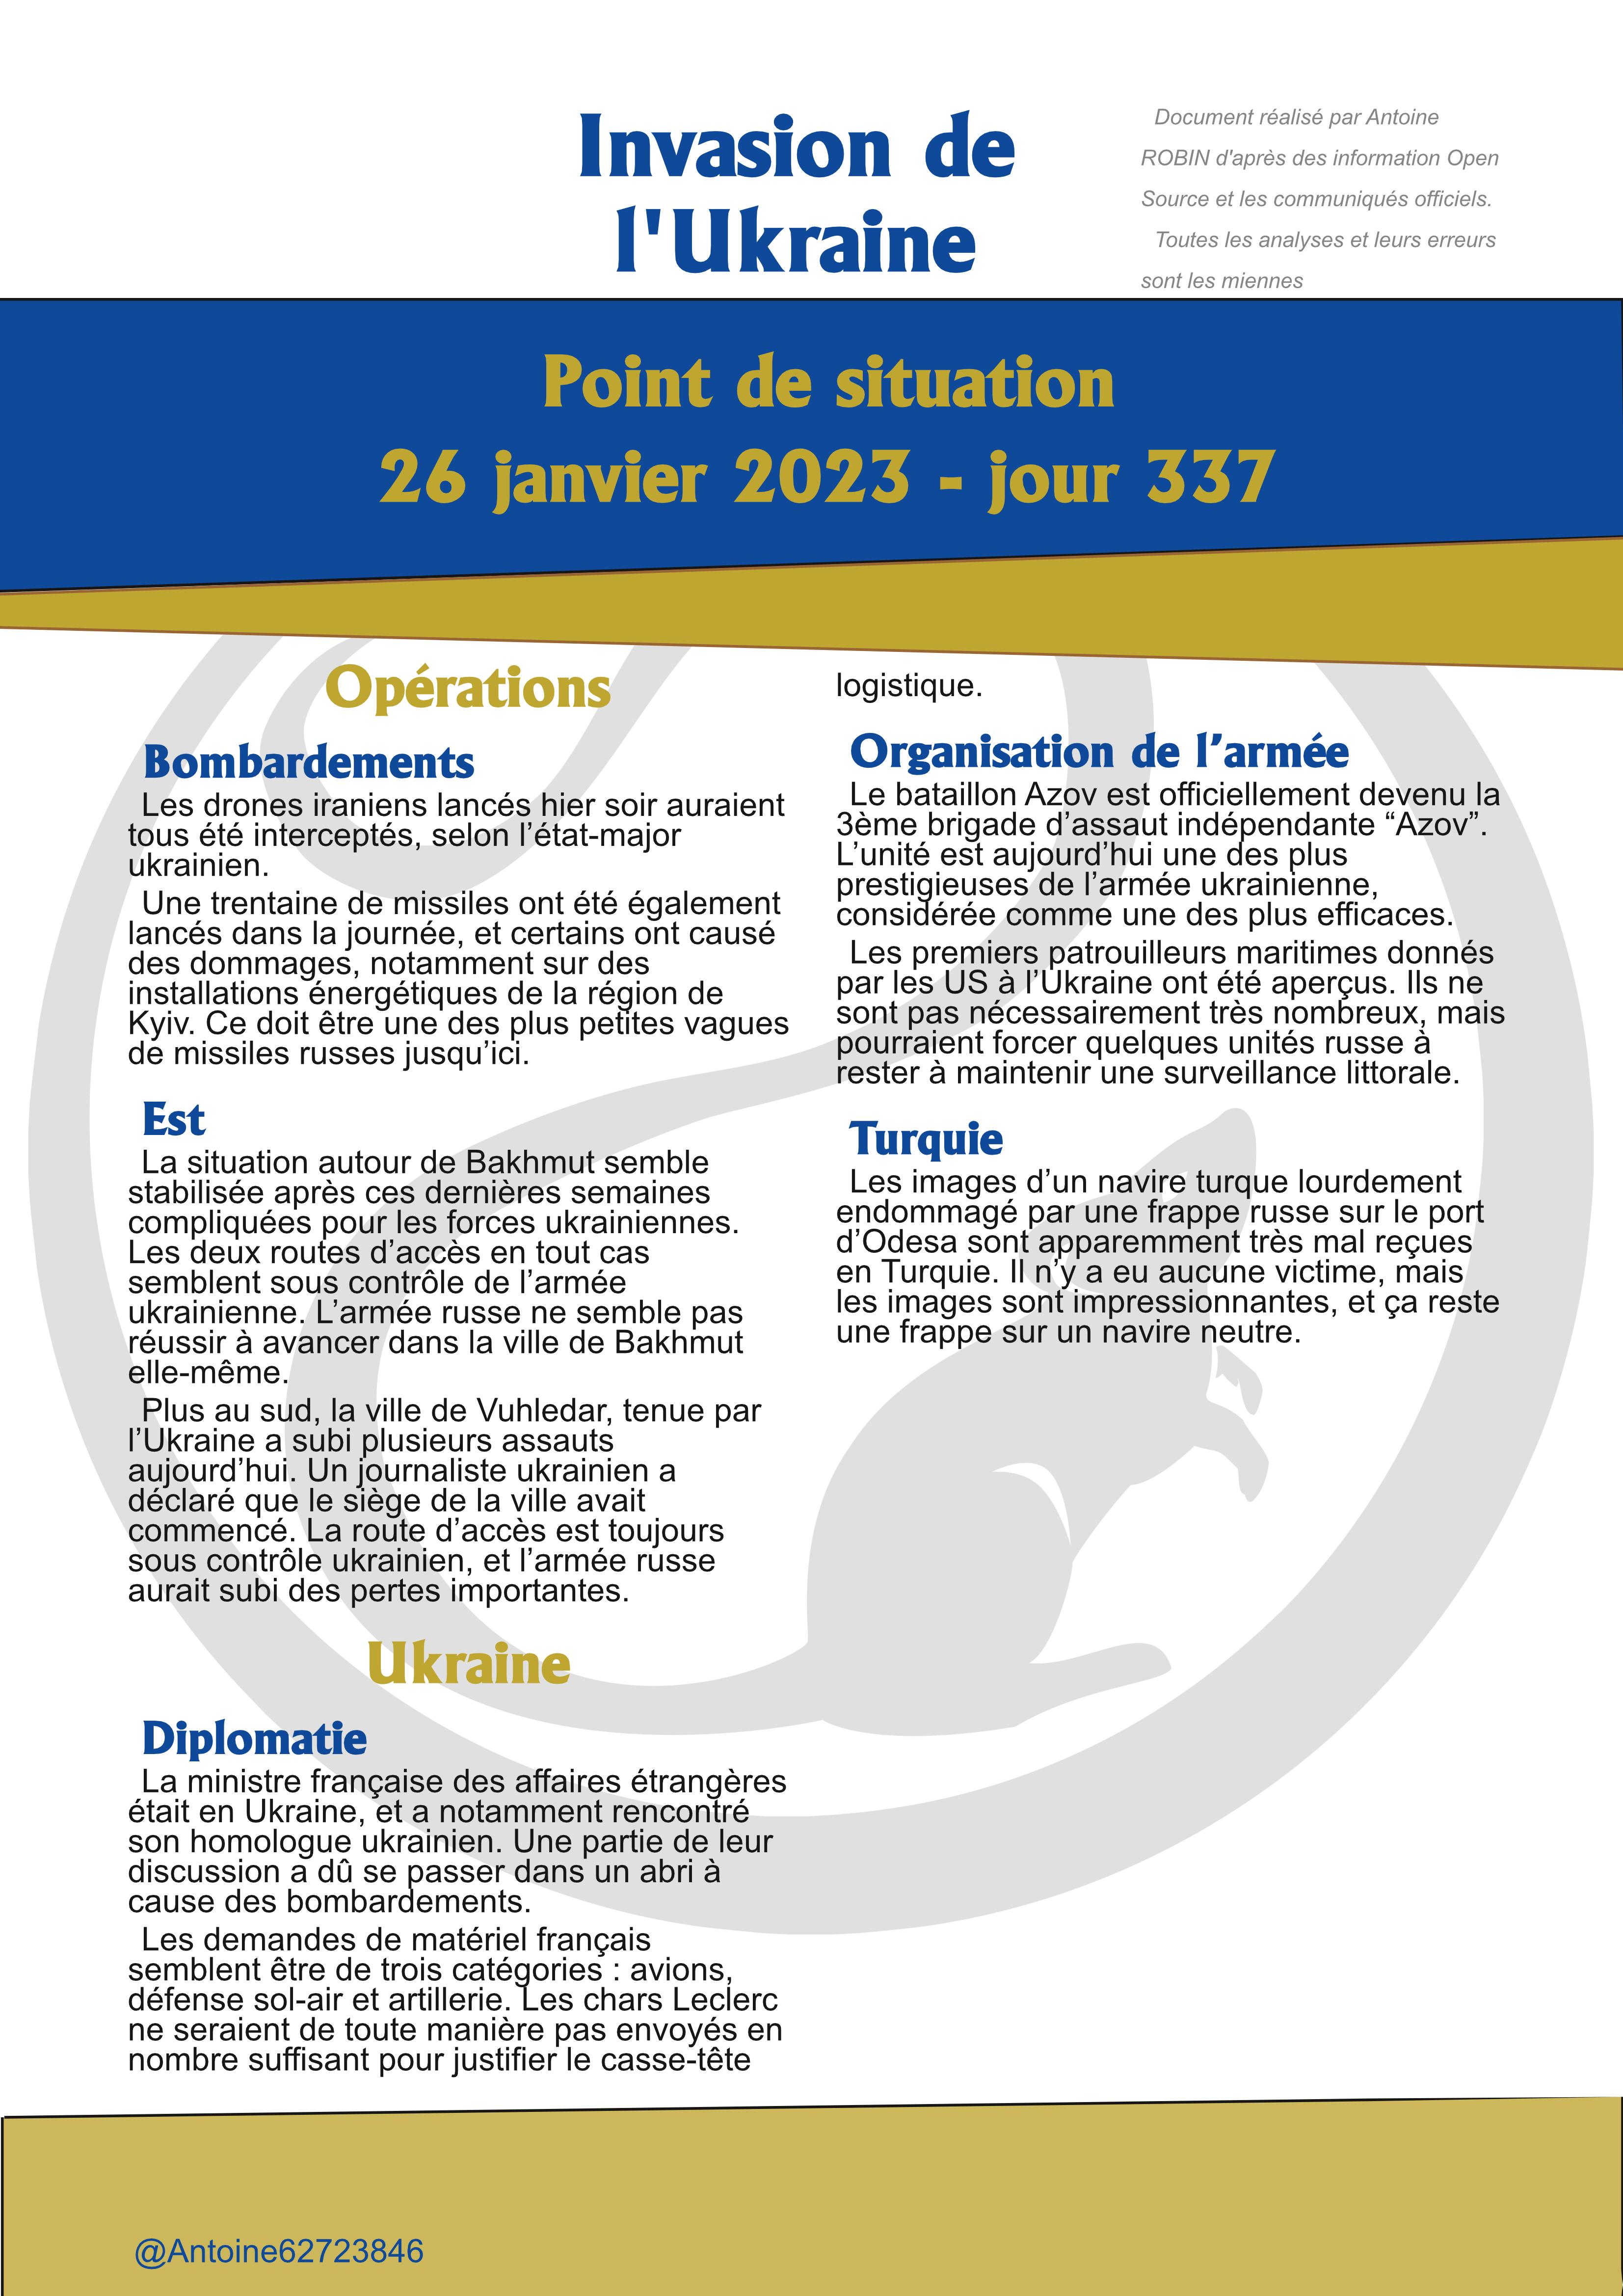 Invasion de
l'Ukraine
Document réalisé par Antoine
ROBIN d'après des information Open
Source et les communiqués officiels.
Toutes les analyses et leurs erreurs
sont les miennes
Point de situation
26 janvier 2023 - jour 337
Opérations
Bombardements
Les drones iraniens lancés hier soir auraient
tous été interceptés, selon l’état-major
ukrainien.
Une trentaine de missiles ont été également
lancés dans la journée, et certains ont causé
des dommages, notamment sur des
installations énergétiques de la région de
Kyiv. Ce doit être une des plus petites vagues
de missiles russes jusqu’ici.
Est
La situation autour de Bakhmut semble
stabilisée après ces dernières semaines
compliquées pour les forces ukrainiennes.
Les deux routes d’accès en tout cas
semblent sous contrôle de l’armée
ukrainienne. L’armée russe ne semble pas
réussir à avancer dans la ville de Bakhmut
elle-même.
Plus au sud, la ville de Vuhledar, tenue par
l’Ukraine a subi plusieurs assauts
aujourd’hui. Un journaliste ukrainien a
déclaré que le siège de la ville avait
commencé. La route d’accès est toujours
sous contrôle ukrainien, et l’armée russe
aurait subi des pertes importantes.
Ukraine
Diplomatie
La ministre française des affaires étrangères
était en Ukraine, et a notamment rencontré
son homologue ukrainien. Une partie de leur
discussion a dû se passer dans un abri à
cause des bombardements.
Les demandes de matériel français
semblent être de trois catégories : avions,
défense sol-air et artillerie. Les chars Leclerc
ne seraient de toute manière pas envoyés en
nombre suffisant pour justifier le casse-tête
logistique.
Organisation de l’armée
Le bataillon Azov est officiellement devenu la
3ème brigade d’assaut indépendante “Azov”.
L’unité est aujourd’hui une des plus
prestigieuses de l’armée ukrainienne,
considérée comme une des plus efficaces.
Les premiers patrouilleurs maritimes donnés
par les US à l’Ukraine ont été aperçus. Ils ne
sont pas nécessairement très nombreux, mais
pourraient forcer quelques unités russe à
rester à maintenir une surveillance littorale.
Turquie
Les images d’un navire turque lourdement
endommagé par une frappe russe sur le port
d’Odesa sont apparemment très mal reçues
en Turquie. Il n’y a eu aucune victime, mais
les images sont impressionnantes, et ça reste
une frappe sur un navire neutre.
@Antoine62723846